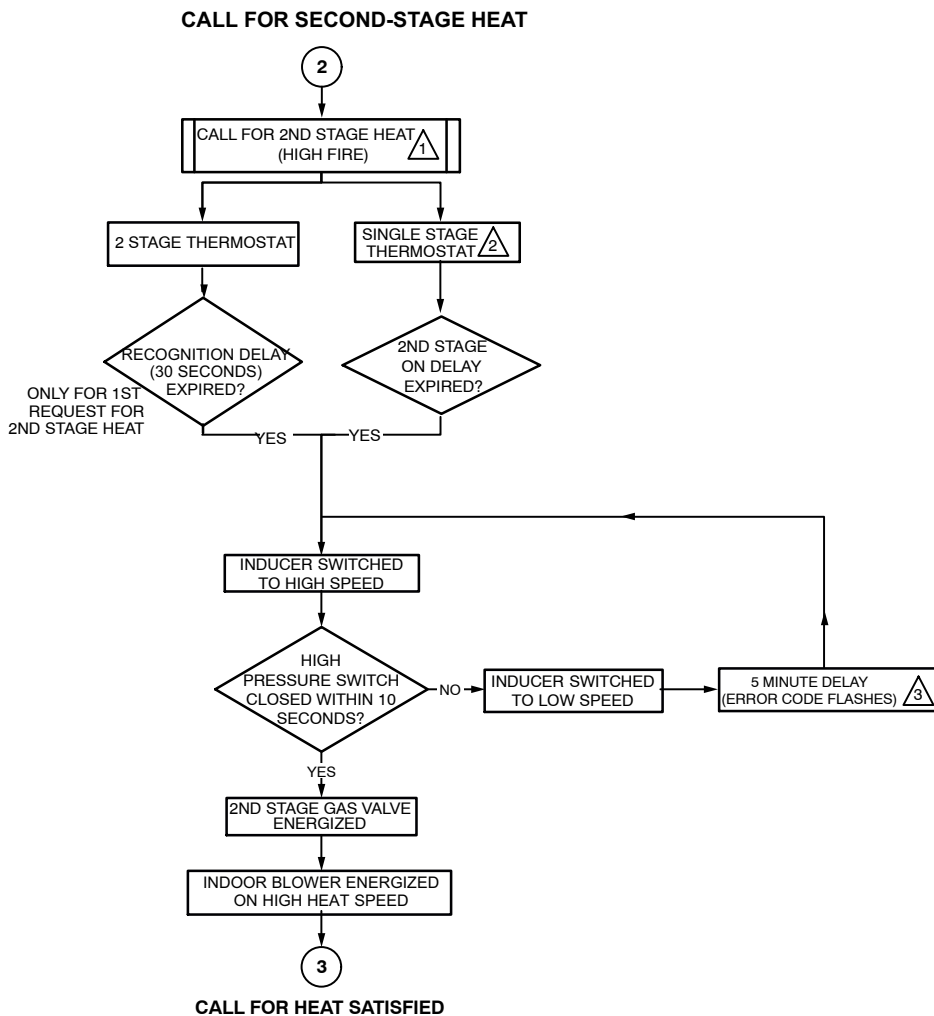 CALL FOR SECOND-STAGE HEAT
2
CALL FOR 2ND STAGE HEAT
(HIGH FIRE)
1
2 STAGE THERMOSTAT
SINGLE STAGE
THERMOSTAT
2
RECOGNITION DELAY
(30 SECONDS)
EXPIRED?
2ND STAGE
ON DELAY
EXPIRED?
ONLY FOR 1ST
REQUEST FOR
2ND STAGE HEAT
YES
YES
INDUCER SWITCHED
TO HIGH SPEED
HIGH
PRESSURE SWITCH
CLOSED WITHIN 10
SECONDS?
NO
INDUCER SWITCHED
TO LOW SPEED
5 MINUTE DELAY
(ERROR CODE FLASHES)
3
YES
2ND STAGE GAS VALVE
ENERGIZED
INDOOR BLOWER ENERGIZED
ON HIGH HEAT SPEED
3
CALL FOR HEAT SATISFIED